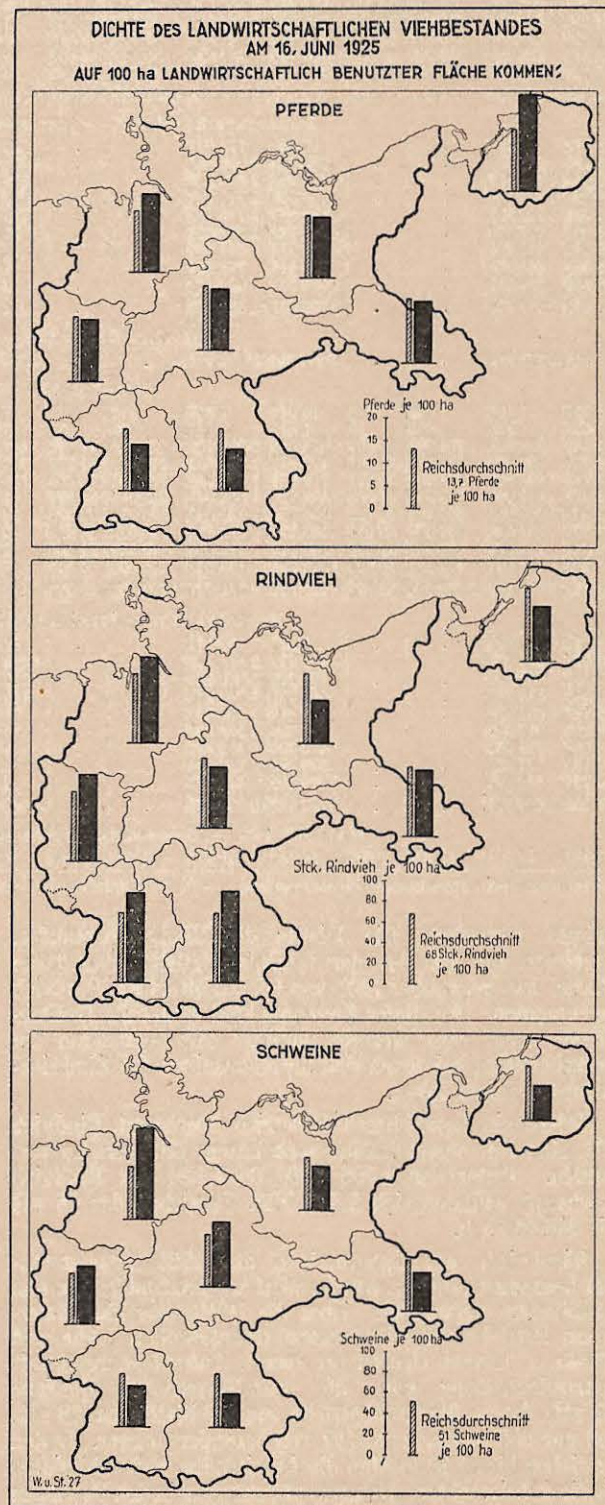 DICHTE DES LANDWIRTSCHAFTLICHEN VIEHBESTANDES
AM 16. JUNI 1925
AUF 100 ha LANDWIRTSCHAFTLICH BENUTZTER FLÄCHE KOMMEN:
PFERDE
Pferde je 100 ha
20
15
10
5
0
Reichsdurchschnitt
13,7 Pferde
je 100 ha
RINDVIEH
Stck. Rindvieh je 100 ha
100
80
60
40
20
0
Reichsdurchschnitt
68 Stck. Rindvieh
je 100 ha
SCHWEINE
Schweine je 100 ha
100
80
60
40
20
0
Reichsdurchschnitt
51 Schweine
je 100 ha
W. u. St. 27